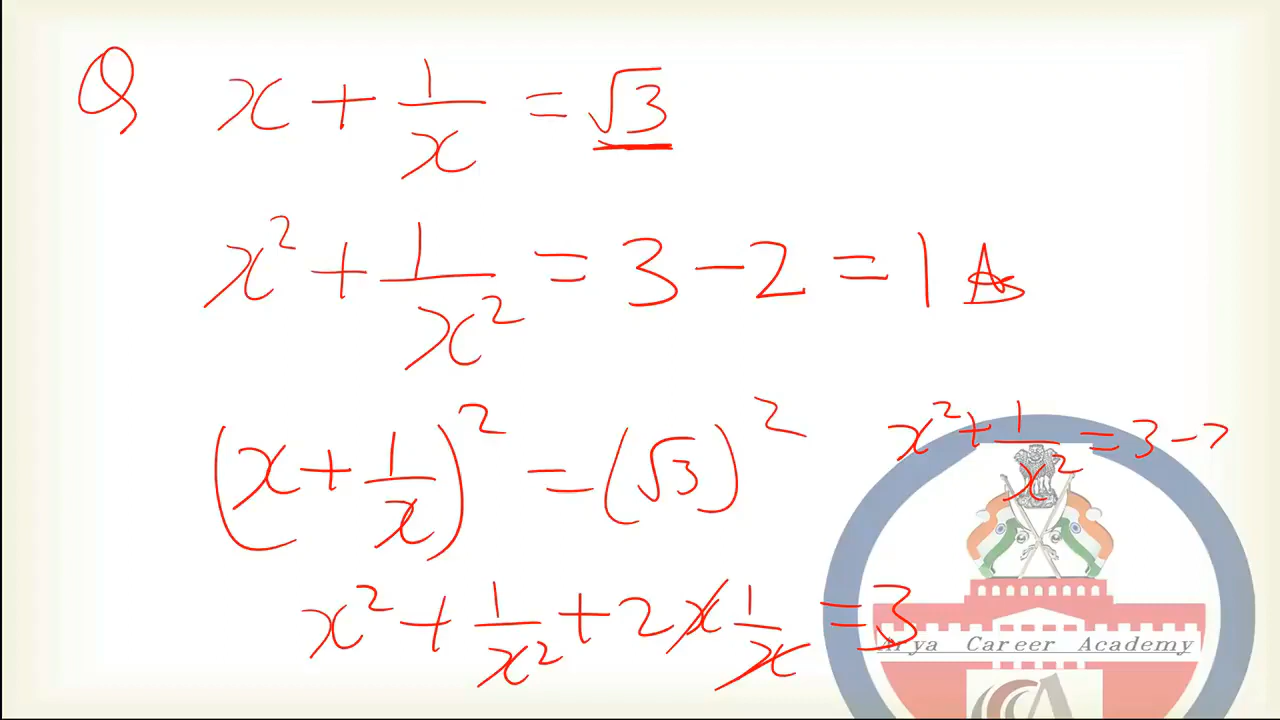 Q x + 1/x = √3
x² + 1/x² = 3 - 2 = 1 A
(x + 1/x)² = (√3)²
x² + 1/x² = 3 - 2
x² + 1/x² + 2 x 1/x = 3
Arya Career Academy